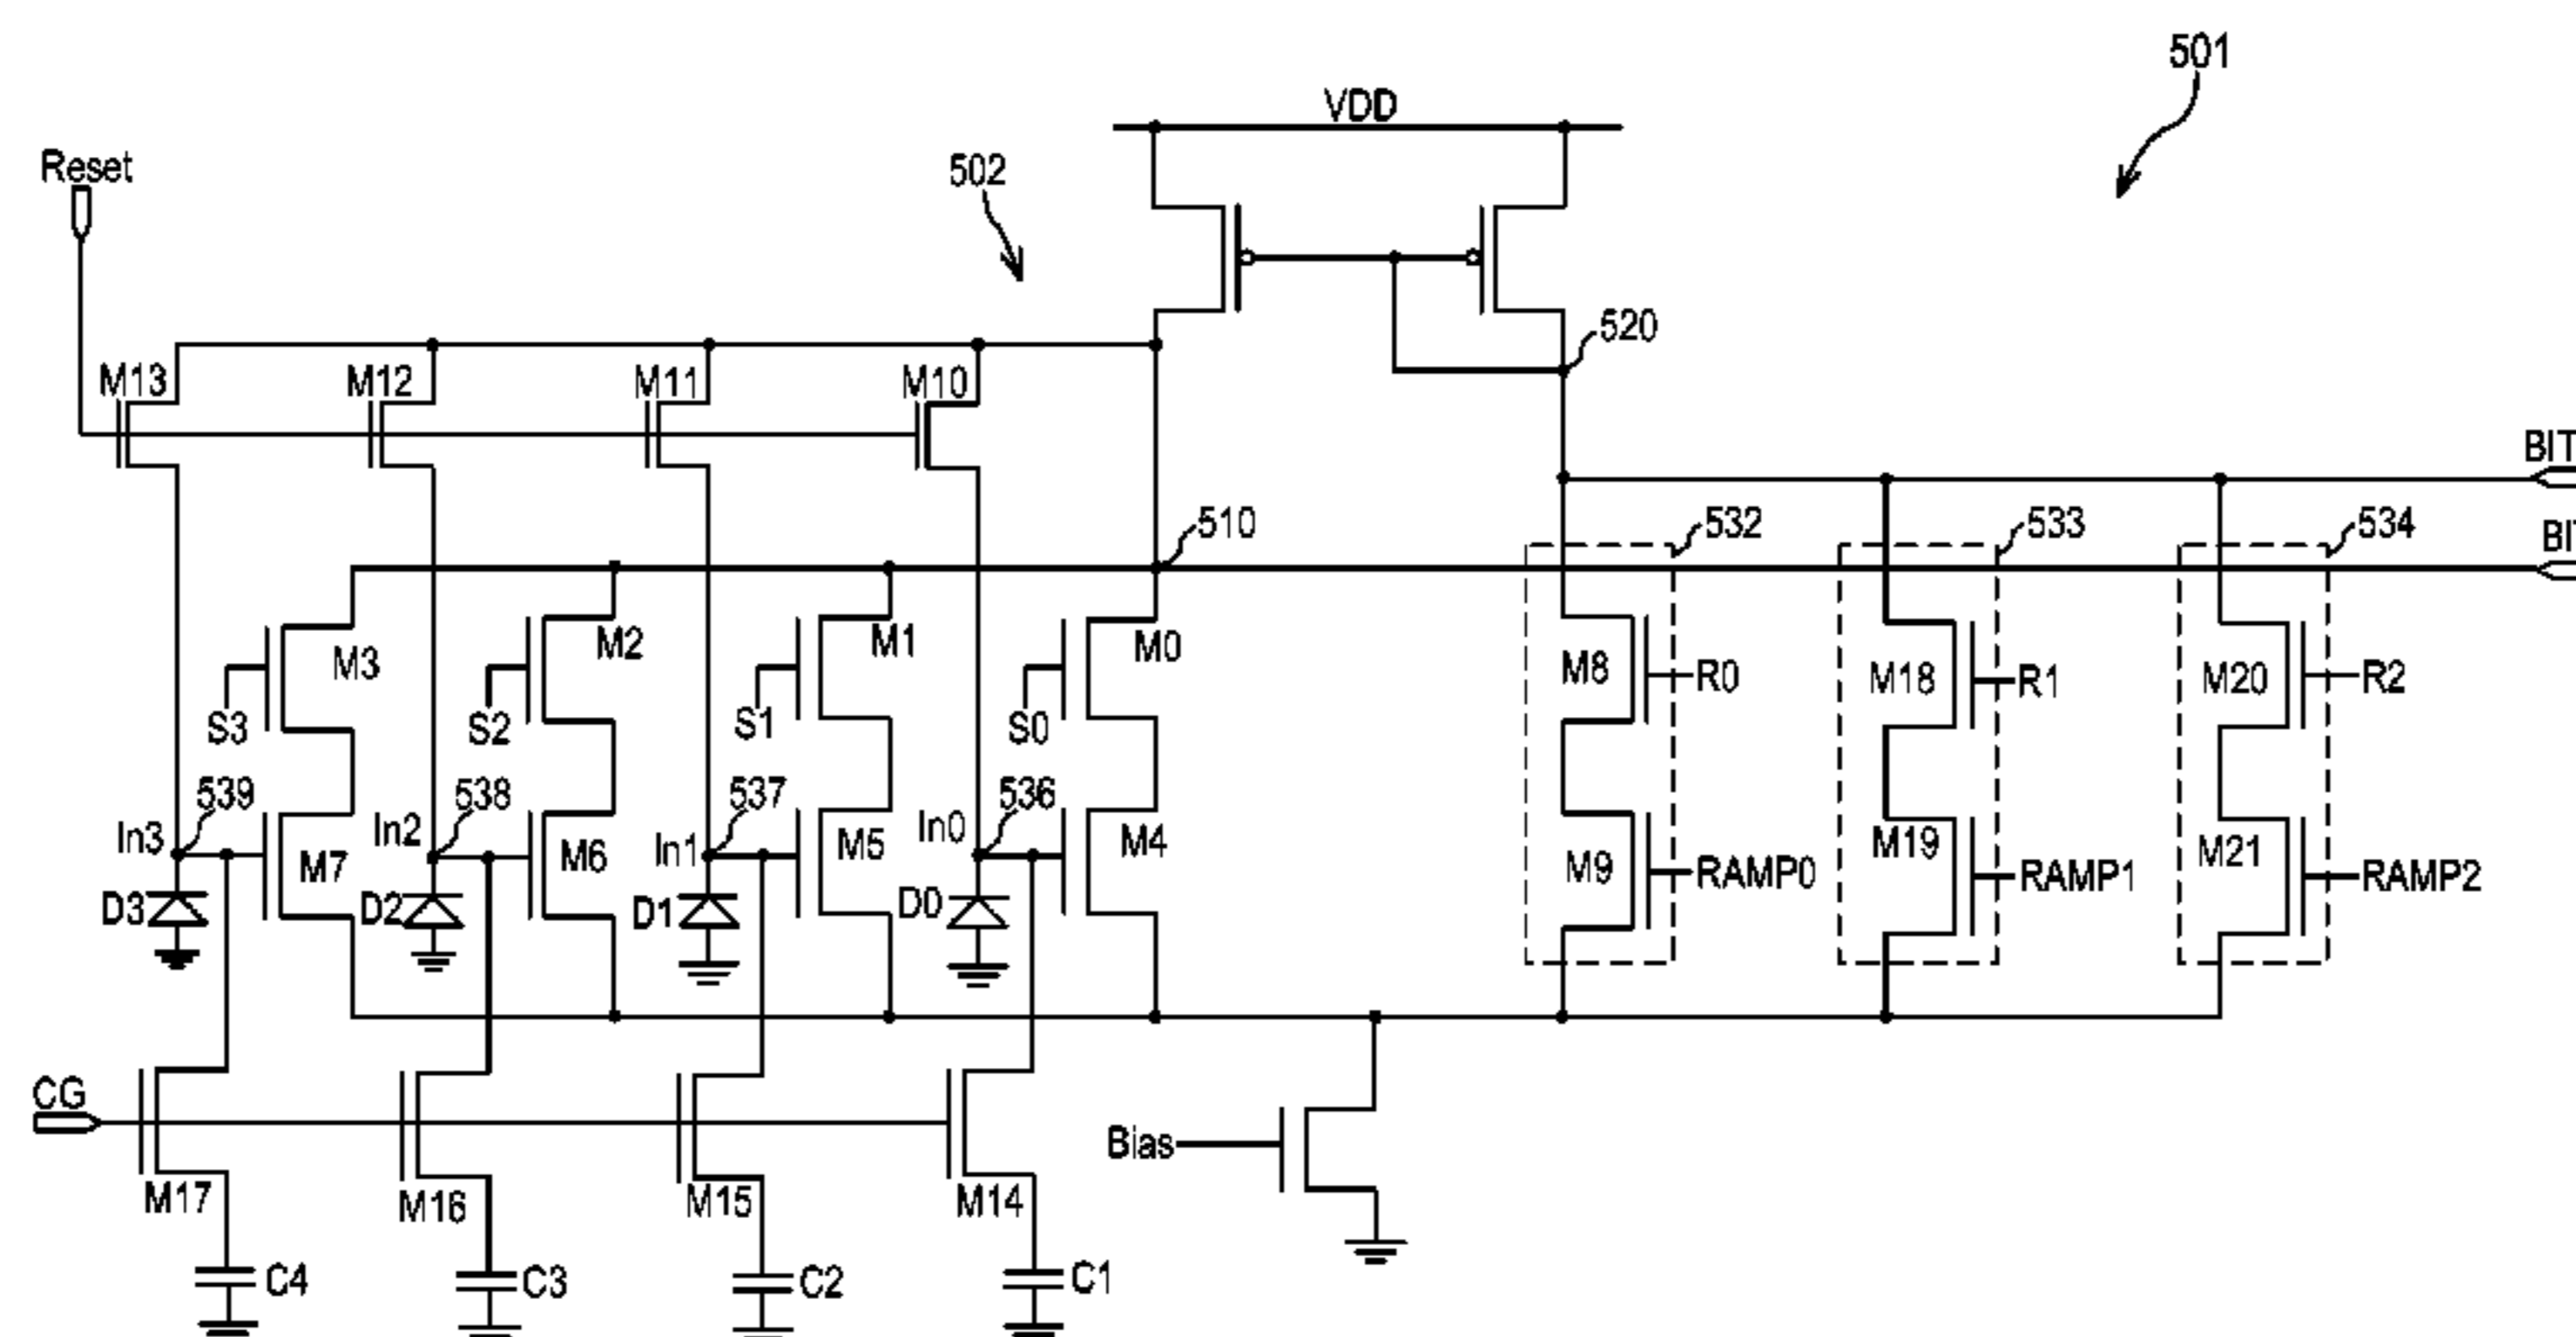 501
VDD
Reset
502
520
M13
M12
M11
M10
BIT
510
532
533
534
BIT
M3
M2
M1
M0
M8
R0
M18
R1
M20
R2
S3
S2
S1
S0
539
538
537
536
In3
In2
In1
In0
M7
M6
M5
M4
M9
RAMP0
M19
RAMP1
M21
RAMP2
D3
D2
D1
D0
CG
Bias
M17
M16
M15
M14
C4
C3
C2
C1